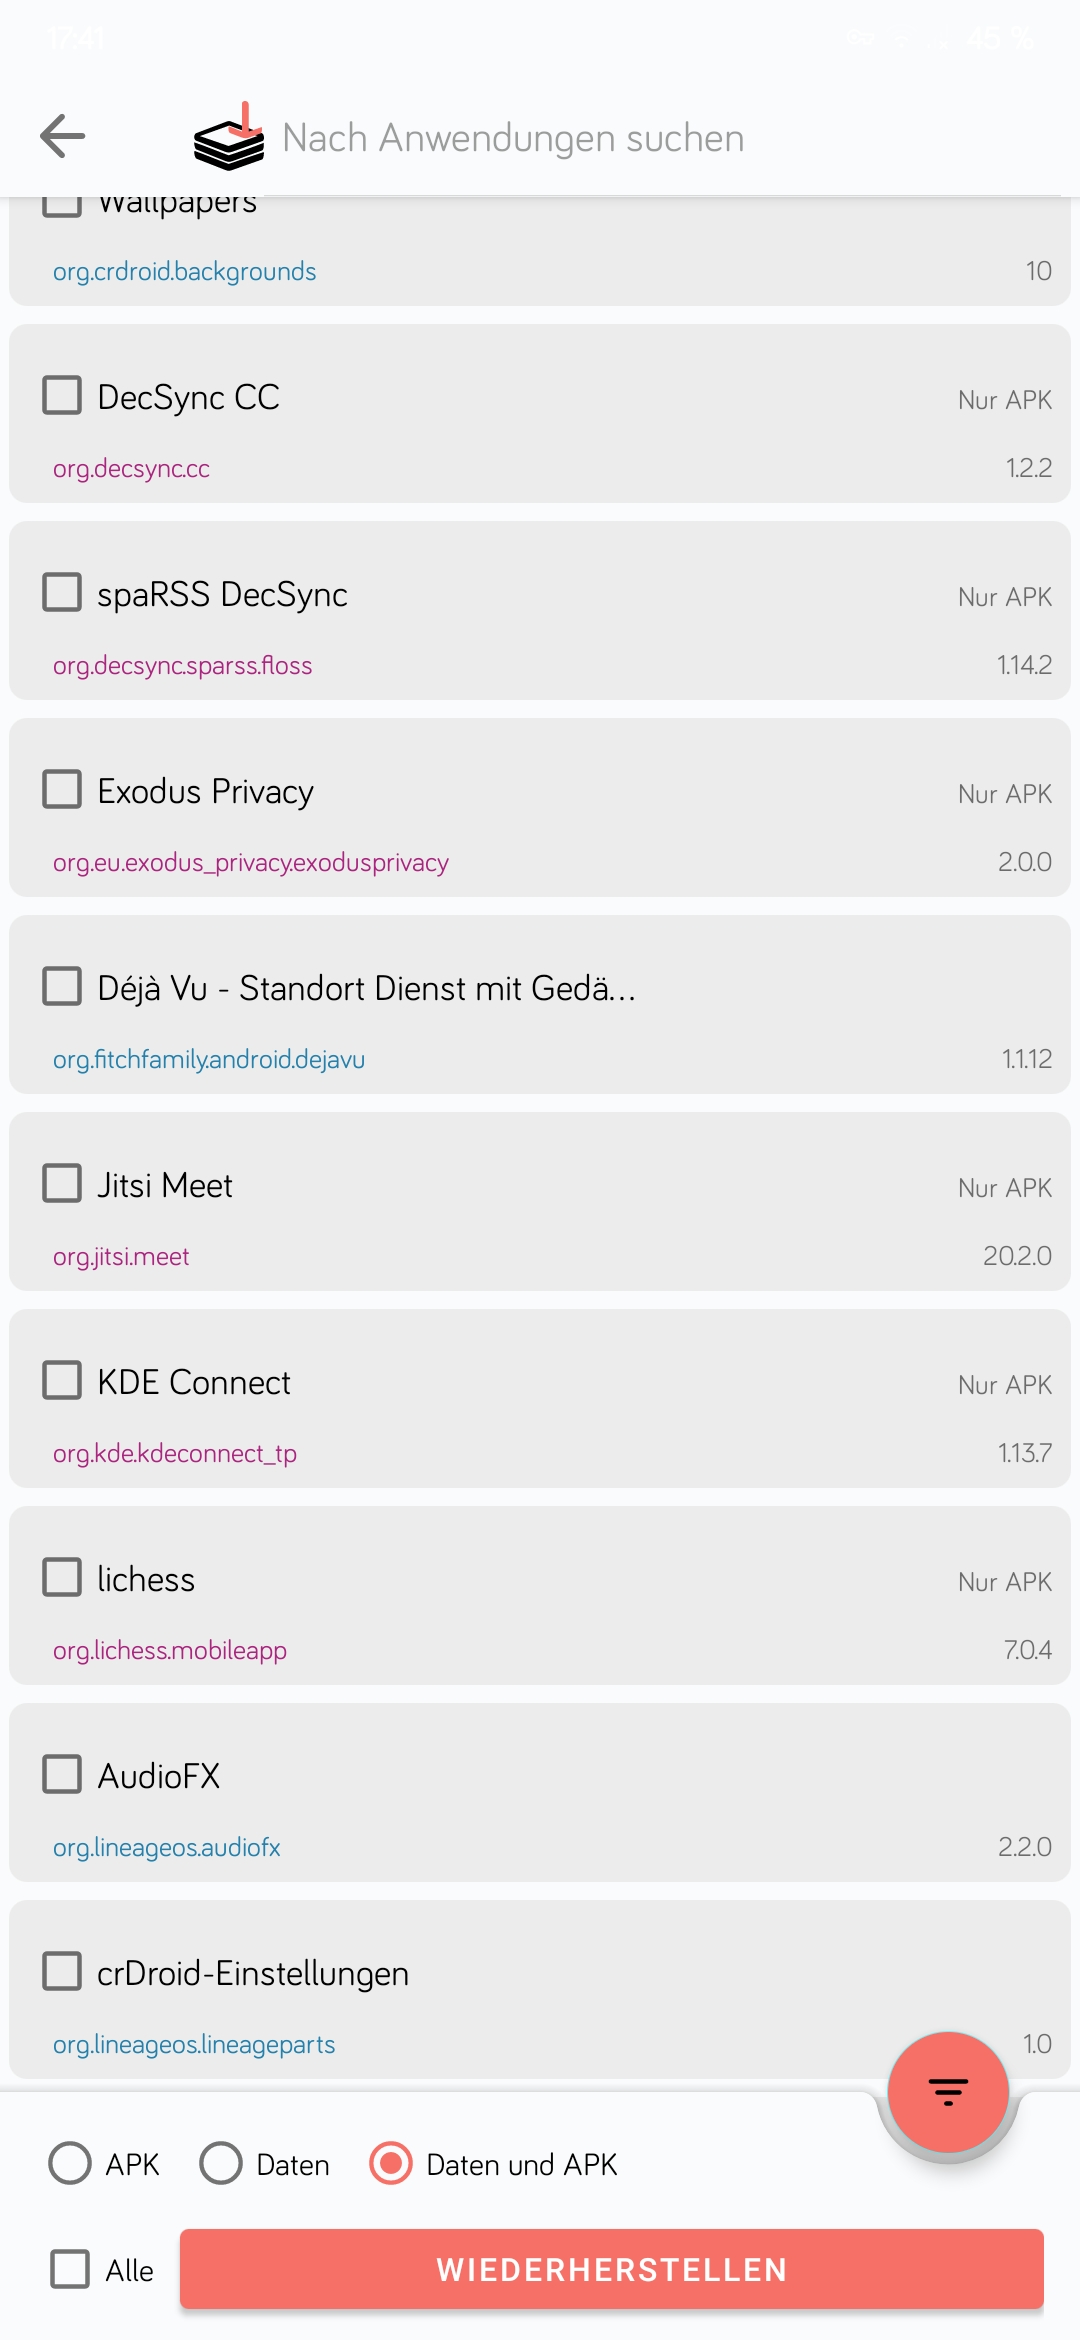 17:41
45 %
Nach Anwendungen suchen
Wallpapers
org.crdroid.backgrounds
10
DecSync CC
Nur APK
org.decsync.cc
1.2.2
spaRSS DecSync
Nur APK
org.decsync.sparss.floss
1.14.2
Exodus Privacy
Nur APK
org.eu.exodus_privacy.exodusprivacy
2.0.0
Déjà Vu - Standort Dienst mit Gedä...
org.fitchfamily.android.dejavu
1.1.12
Jitsi Meet
Nur APK
org.jitsi.meet
20.2.0
KDE Connect
Nur APK
org.kde.kdeconnect_tp
1.13.7
lichess
Nur APK
org.lichess.mobileapp
7.0.4
AudioFX
org.lineageos.audiofx
2.2.0
crDroid-Einstellungen
org.lineageos.lineageparts
1.0
APK
Daten
Daten und APK
Alle
WIEDERHERSTELLEN